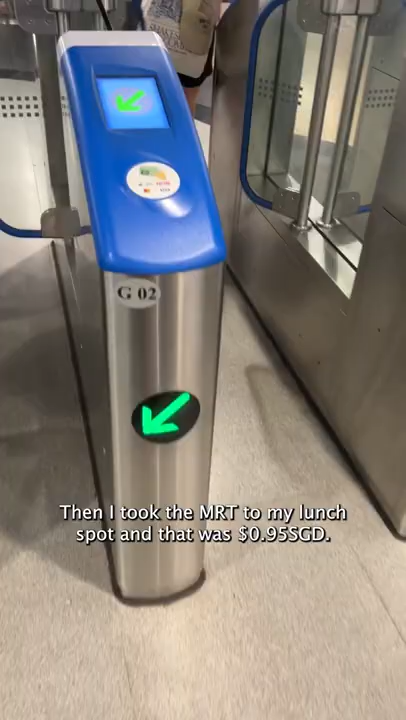 G 02
Then I took the MRT to my lunch
spot and that was $0.95SGD.